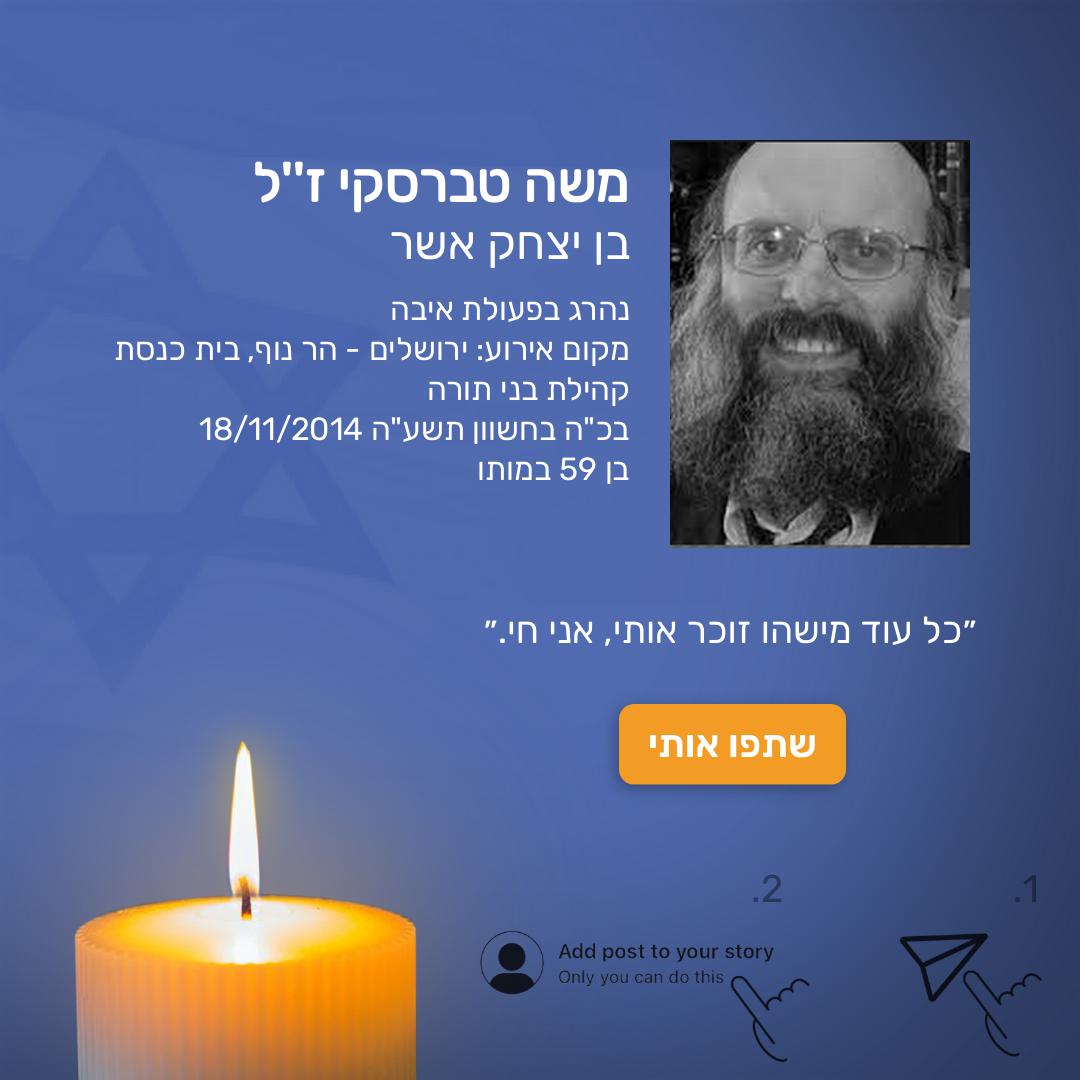 משה טברסקי ז"ל
בן יצחק אשר
נהרג בפעולת איבה
מקום אירוע: ירושלים - הר נוף, בית כנסת
קהילת בני תורה
בכ"ה בחשוון תשע"ה 18/11/2014
בן 59 במותו
״כל עוד מישהו זוכר אותי, אני חי.״
שתפו אותי
1.
2.
Add post to your story
Only you can do this